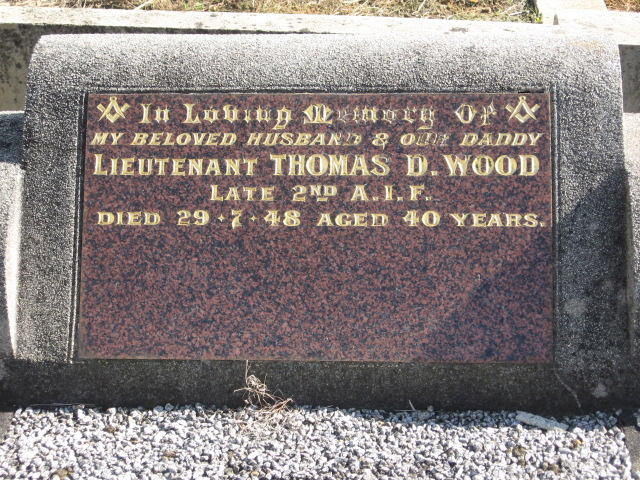 In Loving Memory Of
MY BELOVED HUSBAND & OUR DADDY
LIEUTENANT THOMAS D. WOOD
LATE 2ND A.I.F.
DIED 29·7·48 AGED 40 YEARS.